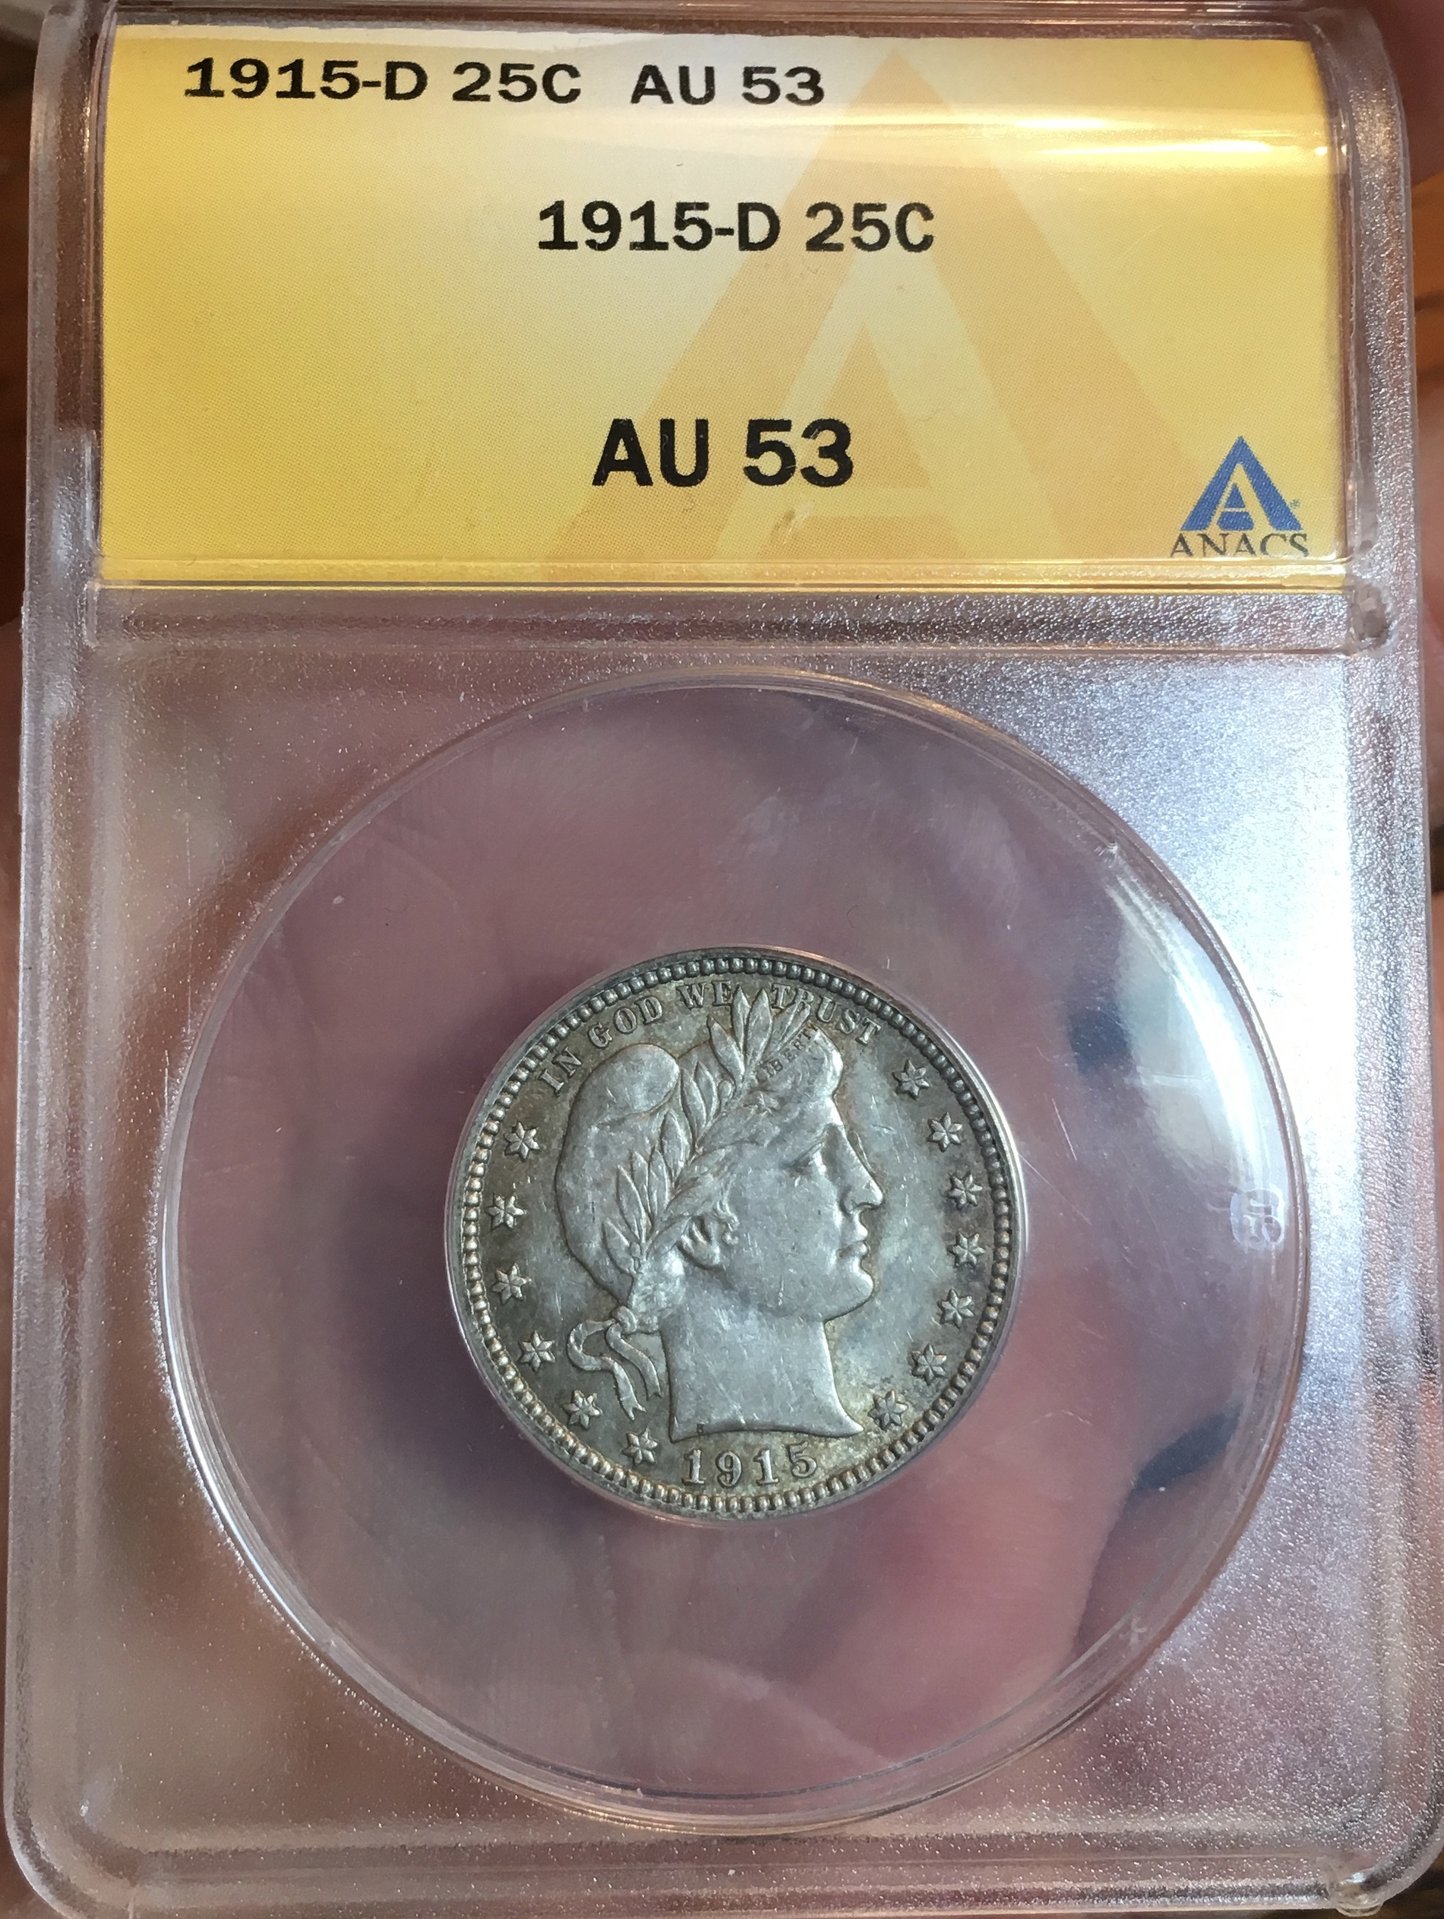 1915-D 25C AU 53
1915-D 25C
AU 53
ANACS
IN GOD WE TRUST
LIBERTY
1915